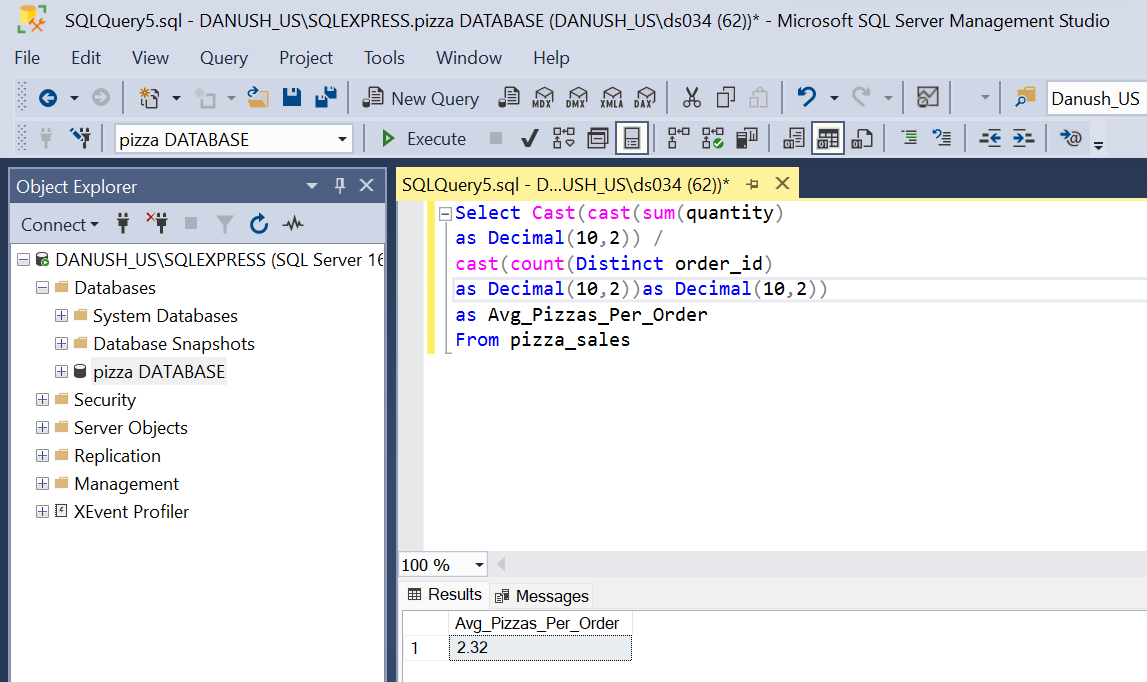 SQLQuery5.sql - DANUSH_US\SQLEXPRESS.pizza DATABASE (DANUSH_US\ds034 (62))* - Microsoft SQL Server Management Studio
File Edit View Query Project Tools Window Help
New Query MDX DMX XMLA DAX Danush_US
pizza DATABASE Execute
Object Explorer
Connect
DANUSH_US\SQLEXPRESS (SQL Server 16
Databases
System Databases
Database Snapshots
pizza DATABASE
Security
Server Objects
Replication
Management
XEvent Profiler
SQLQuery5.sql - D...USH_US\ds034 (62))*
Select Cast(cast(sum(quantity)
as Decimal(10,2)) /
cast(count(Distinct order_id)
as Decimal(10,2))as Decimal(10,2))
as Avg_Pizzas_Per_Order
From pizza_sales
100 %
Results Messages
Avg_Pizzas_Per_Order
1 2.32